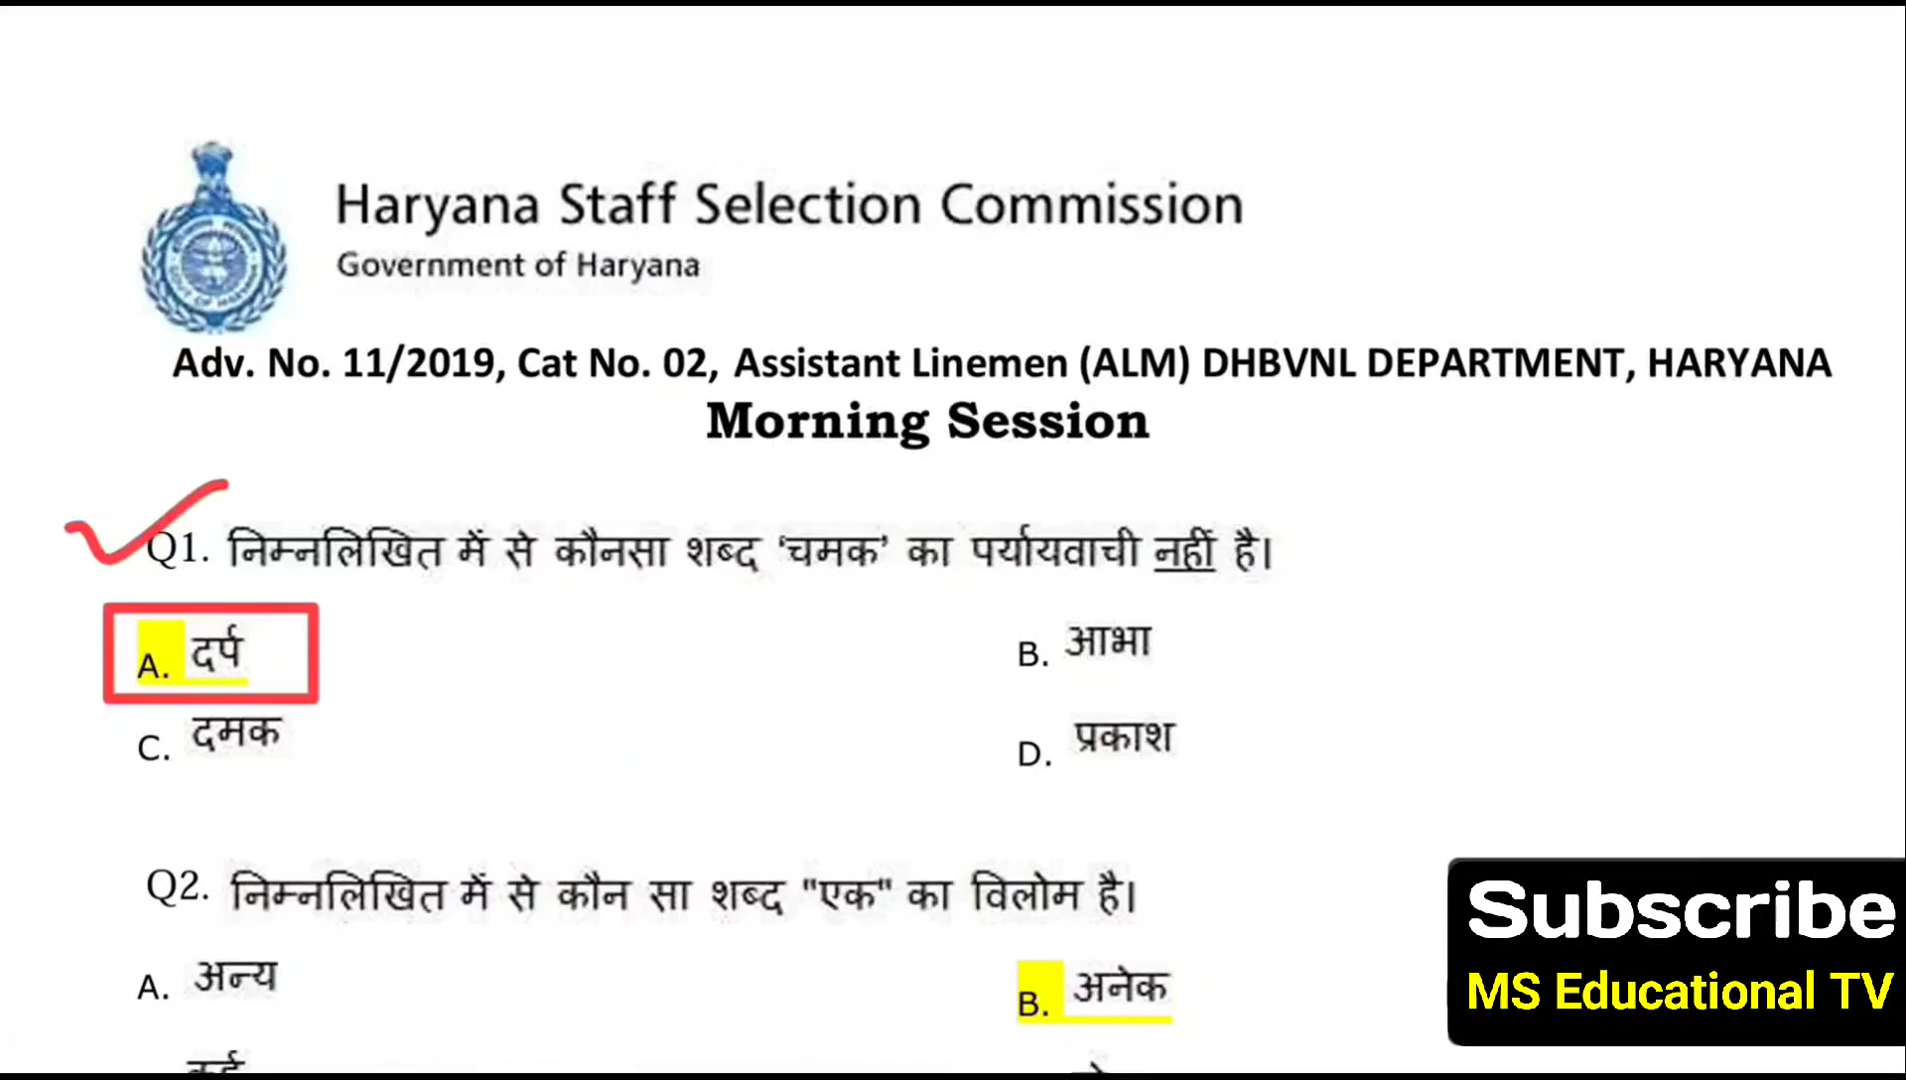 Haryana Staff Selection Commission
Government of Haryana
Adv. No. 11/2019, Cat No. 02, Assistant Linemen (ALM) DHBVNL DEPARTMENT, HARYANA
Morning Session
Q1. निम्नलिखित में से कौनसा शब्द ‘चमक’ का पर्यायवाची नहीं है।
A. दर्प
B. आभा
C. दमक
D. प्रकाश
Q2. निम्नलिखित में से कौन सा शब्द "एक" का विलोम है।
A. अन्य
B. अनेक
Subscribe
MS Educational TV